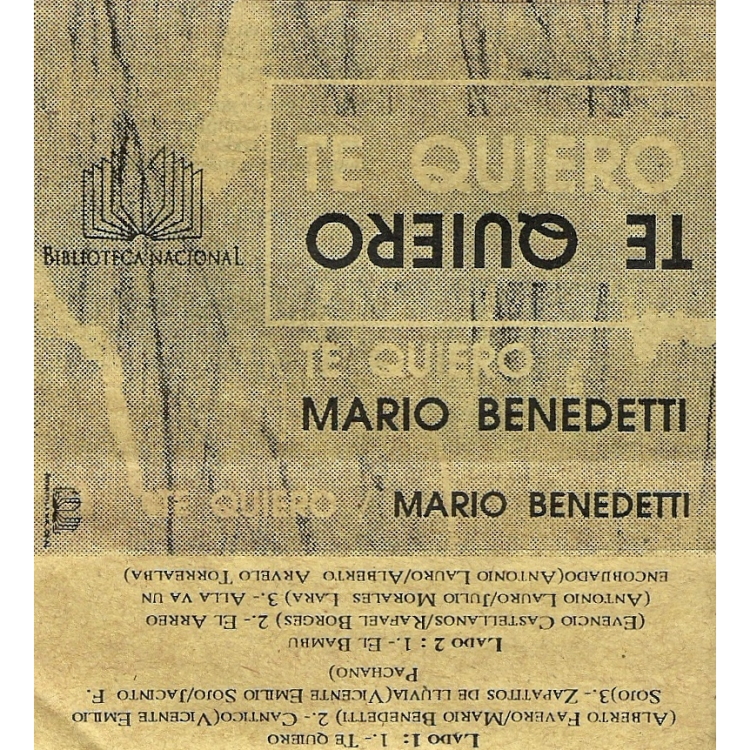 TE QUIERO
TE QUIERO
BIBLIOTECA NACIONAL
TE QUIERO
MARIO BENEDETTI
TE QUIERO / MARIO BENEDETTI
LADO 1: 1.- TE QUIERO
(ALBERTO FAVERO/MARIO BENEDETTI) 2.- CANTICO(VICENTE EMILIO
SOJO)3.- ZAPATITOS DE LLUVIA(VICENTE EMILIO SOJO/JACINTO F.
PACHANO)
LADO 2 : 1.- EL BAMBU
(EVENCIO CASTELLANOS/RAFAEL BORGES) 2.- EL ARREO
(ANTONIO LAURO/JULIO MORALES LARA) 3.- ALLA VA UN
ENCOBIJADO(ANTONIO LAURO/ALBERTO ARVELO TORREALBA)